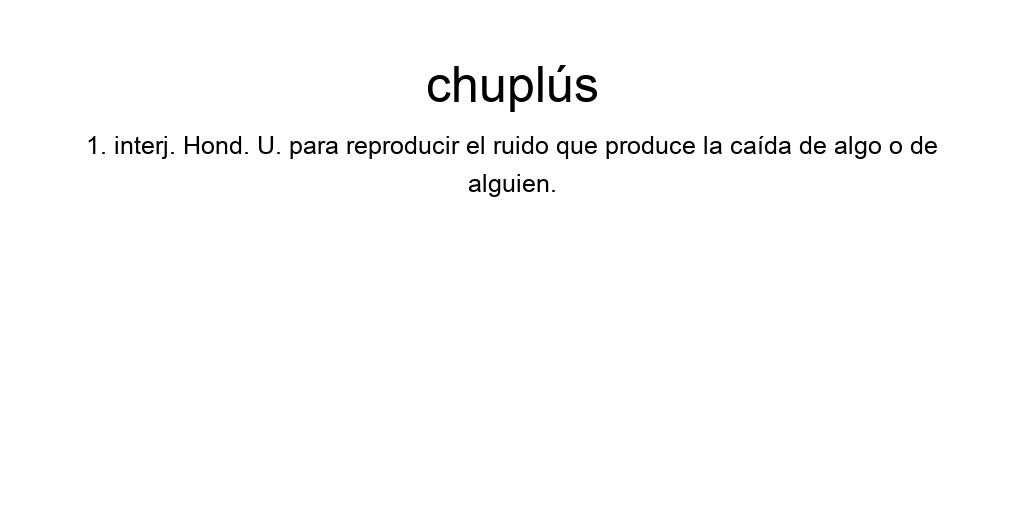 chuplús
1. interj. Hond. U. para reproducir el ruido que produce la caída de algo o de
alguien.